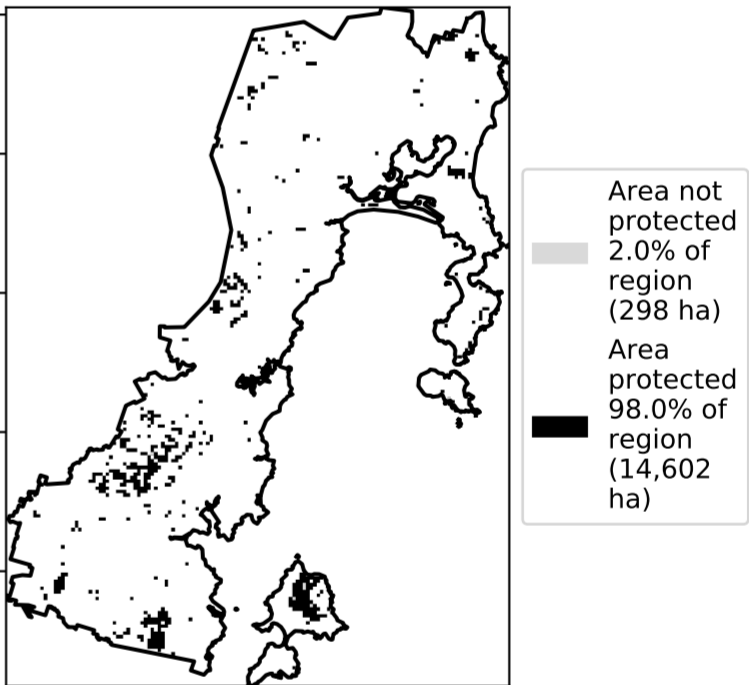 Area not
protected
2.0% of
region
(298 ha)
Area
protected
98.0% of
region
(14,602
ha)